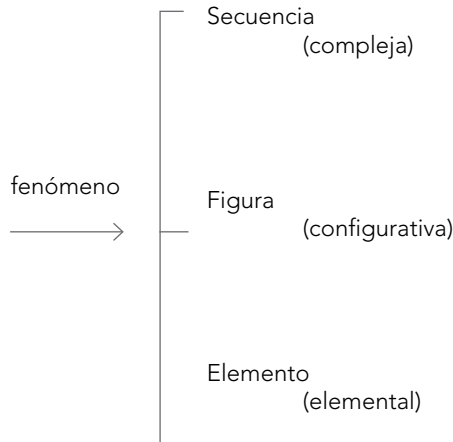 Secuencia
(compleja)
fenómeno
Figura
(configurativa)
Elemento
(elemental)